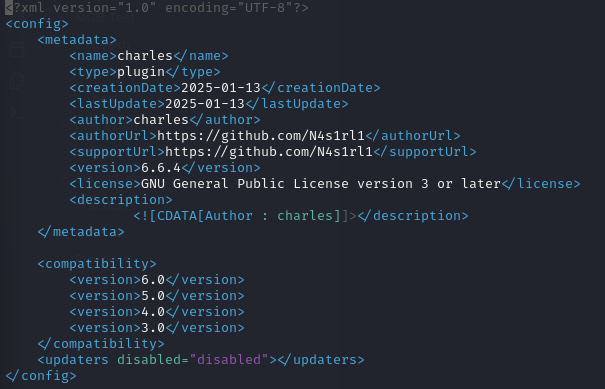 <?xml version="1.0" encoding="UTF-8"?>
<config>
    <metadata>
        <name>charles</name>
        <type>plugin</type>
        <creationDate>2025-01-13</creationDate>
        <lastUpdate>2025-01-13</lastUpdate>
        <author>charles</author>
        <authorUrl>https://github.com/N4s1rl1</authorUrl>
        <supportUrl>https://github.com/N4s1rl1</supportUrl>
        <version>6.6.4</version>
        <license>GNU General Public License version 3 or later</license>
        <description>
                <![CDATA[Author : charles]]></description>
    </metadata>

    <compatibility>
        <version>6.0</version>
        <version>5.0</version>
        <version>4.0</version>
        <version>3.0</version>
    </compatibility>
    <updaters disabled="disabled"></updaters>
</config>